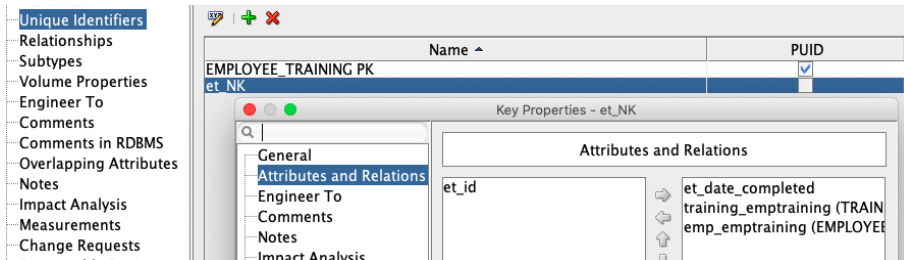 Unique Identifiers
Relationships
Subtypes
Volume Properties
Engineer To
Comments
Comments in RDBMS
Overlapping Attributes
Notes
Impact Analysis
Measurements
Change Requests
Name
PUID
EMPLOYEE_TRAINING PK
et_NK
Key Properties - et_NK
General
Attributes and Relations
Engineer To
Comments
Notes
Impact Analysis
Attributes and Relations
et_id
et_date_completed
training_emptraining (TRAIN
emp_emptraining (EMPLOYEE